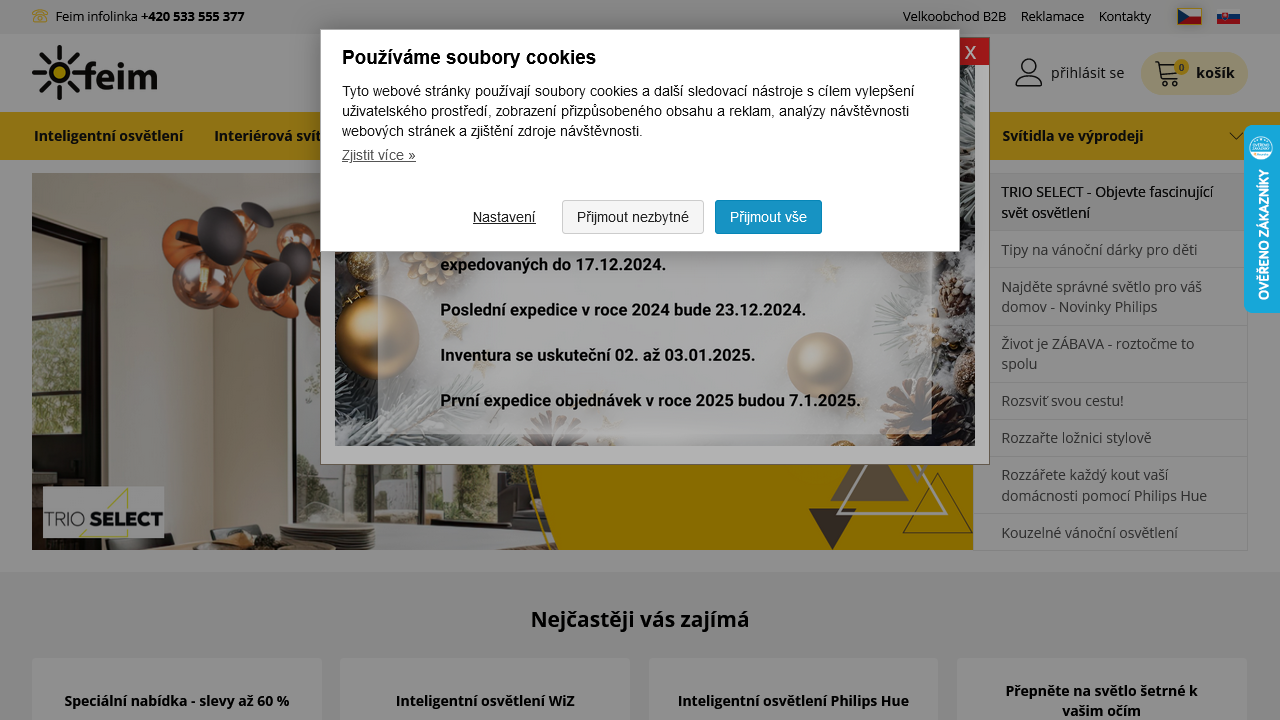 Feim infolinka +420 533 555 377
Velkoobchod B2B
Reklamace
Kontakty
feim
přihlásit se
0
košík
Inteligentní osvětlení
Interiérová svít
Svítidla ve výprodeji
X
Používáme soubory cookies
Tyto webové stránky používají soubory cookies a další sledovací nástroje s cílem vylepšení
uživatelského prostředí, zobrazení přizpůsobeného obsahu a reklam, analýzy návštěvnosti
webových stránek a zjištění zdroje návštěvnosti.
Zjistit více »
Nastavení
Přijmout nezbytné
Přijmout vše
expedovaných do 17.12.2024.
Poslední expedice v roce 2024 bude 23.12.2024.
Inventura se uskuteční 02. až 03.01.2025.
První expedice objednávek v roce 2025 budou 7.1.2025.
TRIO SELECT
TRIO SELECT - Objevte fascinující
svět osvětlení
Tipy na vánoční dárky pro děti
Najděte správné světlo pro váš
domov - Novinky Philips
Život je ZÁBAVA - roztočme to
spolu
Rozsviť svou cestu!
Rozzařte ložnici stylově
Rozzářete každý kout vaší
domácnosti pomocí Philips Hue
Kouzelné vánoční osvětlení
OVĚŘENO ZÁKAZNÍKY
Nejčastěji vás zajímá
Speciální nabídka - slevy až 60 %
Inteligentní osvětlení WiZ
Inteligentní osvětlení Philips Hue
Přepněte na světlo šetrné k
vašim očím